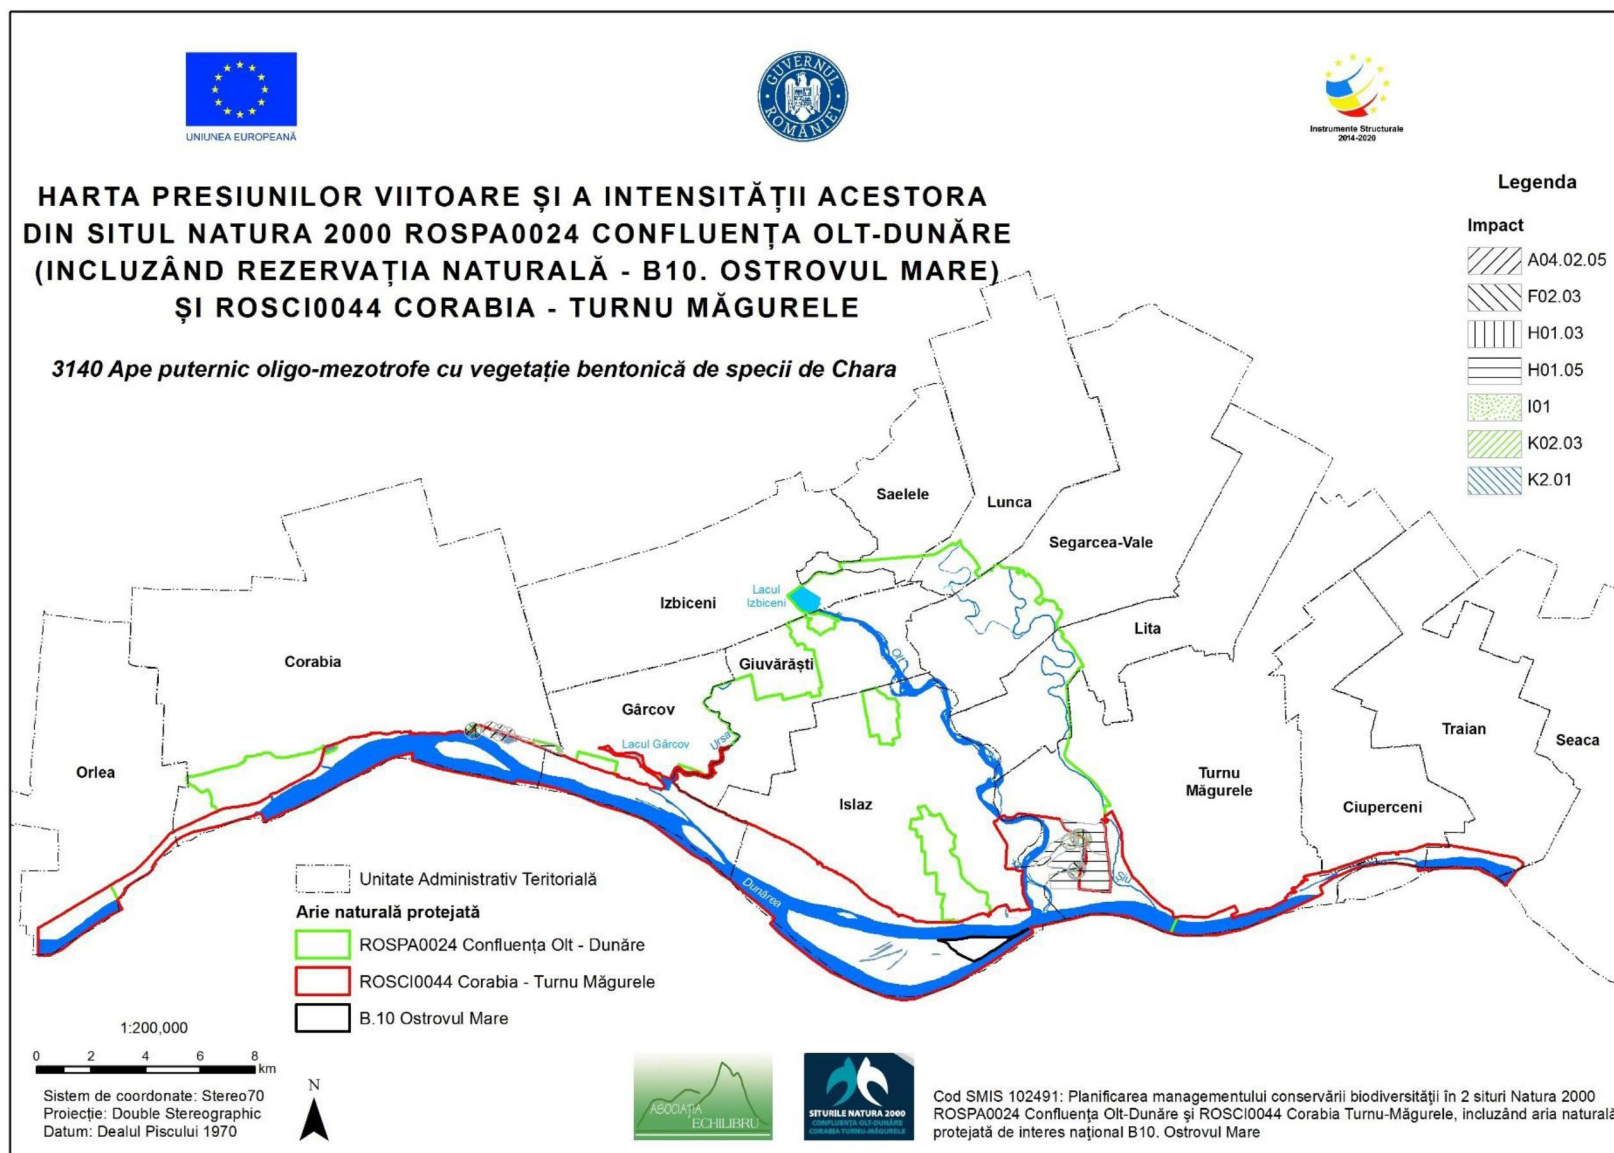 UNIUNEA EUROPEANĂ
GUVERNUL ROMÂNIEI
Instrumente Structurale
2014-2020
HARTA PRESIUNILOR VIITOARE ȘI A INTENSITĂȚII ACESTORA
DIN SITUL NATURA 2000 ROSPA0024 CONFLUENȚA OLT-DUNĂRE
(INCLUZÂND REZERVAȚIA NATURALĂ - B10. OSTROVUL MARE)
ȘI ROSCI0044 CORABIA - TURNU MĂGURELE
3140 Ape puternic oligo-mezotrofe cu vegetație bentonică de specii de Chara
Legenda
Impact
A04.02.05
F02.03
H01.03
H01.05
I01
K02.03
K2.01
Saelele
Lunca
Segarcea-Vale
Lacul
Izbiceni
Izbiceni
Lita
Corabia
Giuvărăști
Olt
Gârcov
Lacul Gârcov
Ursa
Orlea
Traian
Seaca
Turnu
Măgurele
Islaz
Ciuperceni
Dunărea
Șiu
Unitate Administrativ Teritorială
Arie naturală protejată
ROSPA0024 Confluența Olt - Dunăre
ROSCI0044 Corabia - Turnu Măgurele
B.10 Ostrovul Mare
1:200,000
0 2 4 6 8
km
N
Sistem de coordonate: Stereo70
Proiecție: Double Stereographic
Datum: Dealul Piscului 1970
ASOCIAȚIA
ECHILIBRU
SITURILE NATURA 2000
CONFLUENȚA OLT-DUNĂRE
CORABIA TURNU-MĂGURELE
Cod SMIS 102491: Planificarea managementului conservării biodiversității în 2 situri Natura 2000
ROSPA0024 Confluența Olt-Dunăre și ROSCI0044 Corabia Turnu-Măgurele, incluzând aria naturală
protejată de interes național B10. Ostrovul Mare